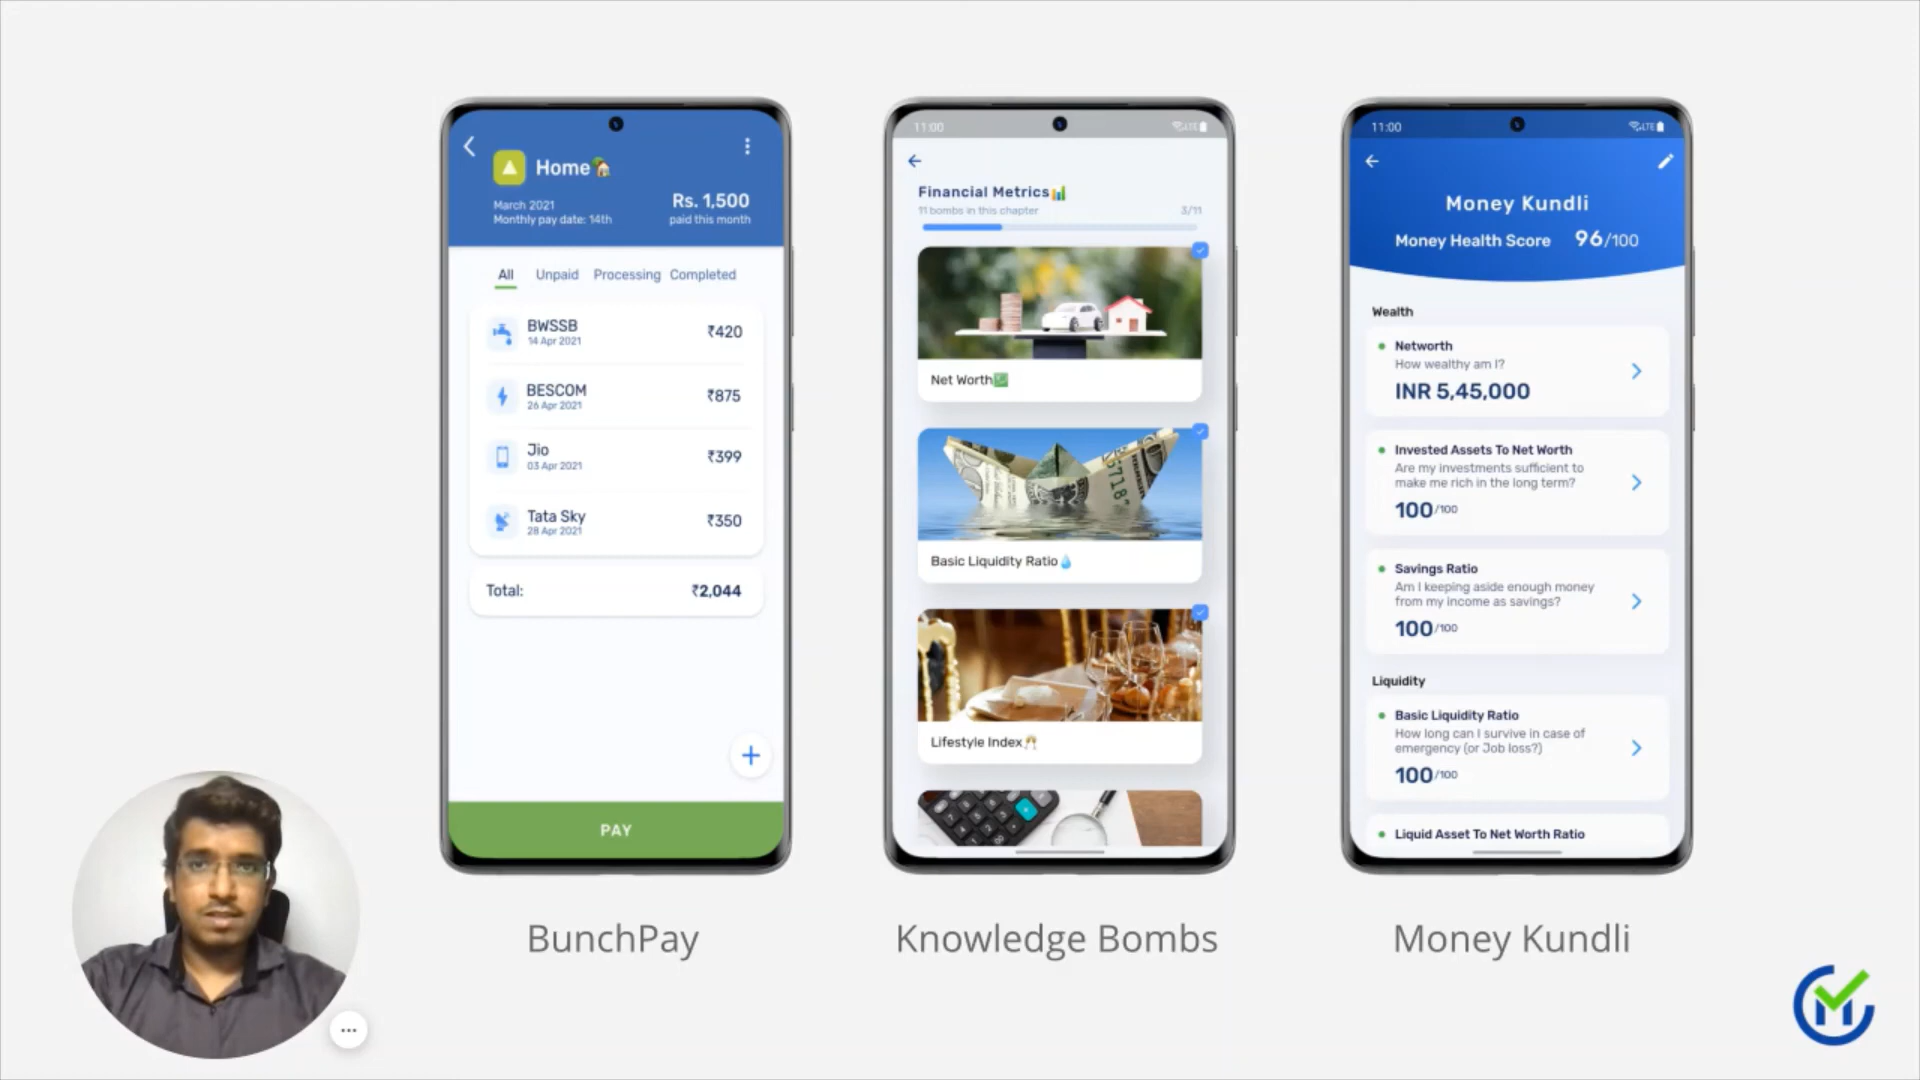 Home
March 2021
Monthly pay date: 14th
Rs. 1,500
paid this month
All Unpaid Processing Completed
BWSSB
14 Apr 2021
₹420
BESCOM
26 Apr 2021
₹875
Jio
03 Apr 2021
₹399
Tata Sky
28 Apr 2021
₹350
Total: ₹2,044
PAY
BunchPay
11:00
LTE
Financial Metrics
11 bombs in this chapter 3/11
Net Worth
Basic Liquidity Ratio
Lifestyle Index
Knowledge Bombs
11:00
LTE
Money Kundli
Money Health Score 96/100
Wealth
Networth
How wealthy am I?
INR 5,45,000
Invested Assets To Net Worth
Are my investments sufficient to
make me rich in the long term?
100/100
Savings Ratio
Am I keeping aside enough money
from my income as savings?
100/100
Liquidity
Basic Liquidity Ratio
How long can I survive in case of
emergency (or Job loss?)
100/100
Liquid Asset To Net Worth Ratio
Money Kundli